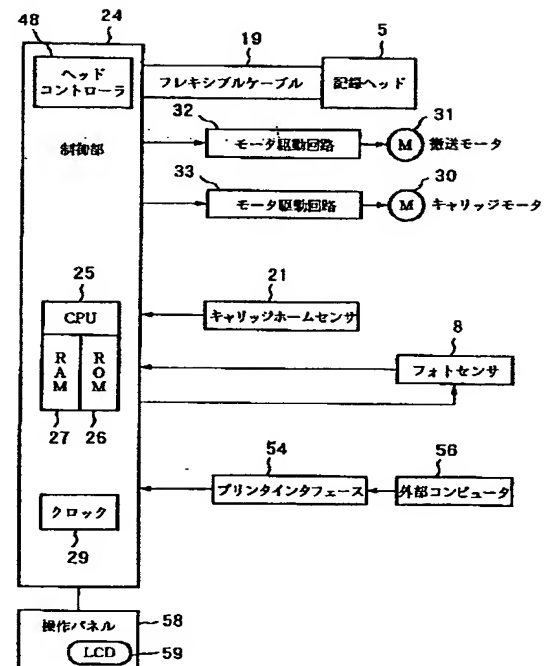 24
48
19
5
ヘッド
コントローラ
フレキシブルケーブル
記録ヘッド
32
31
制御部
モータ駆動回路
M
搬送モータ
33
30
モータ駆動回路
M
キャリッジモータ
25
21
CPU
キャリッジホームセンサ
8
RAM
ROM
フォトセンサ
27
26
54
56
プリンタインタフェース
外部コンピュータ
クロック
29
操作パネル
58
LCD
59